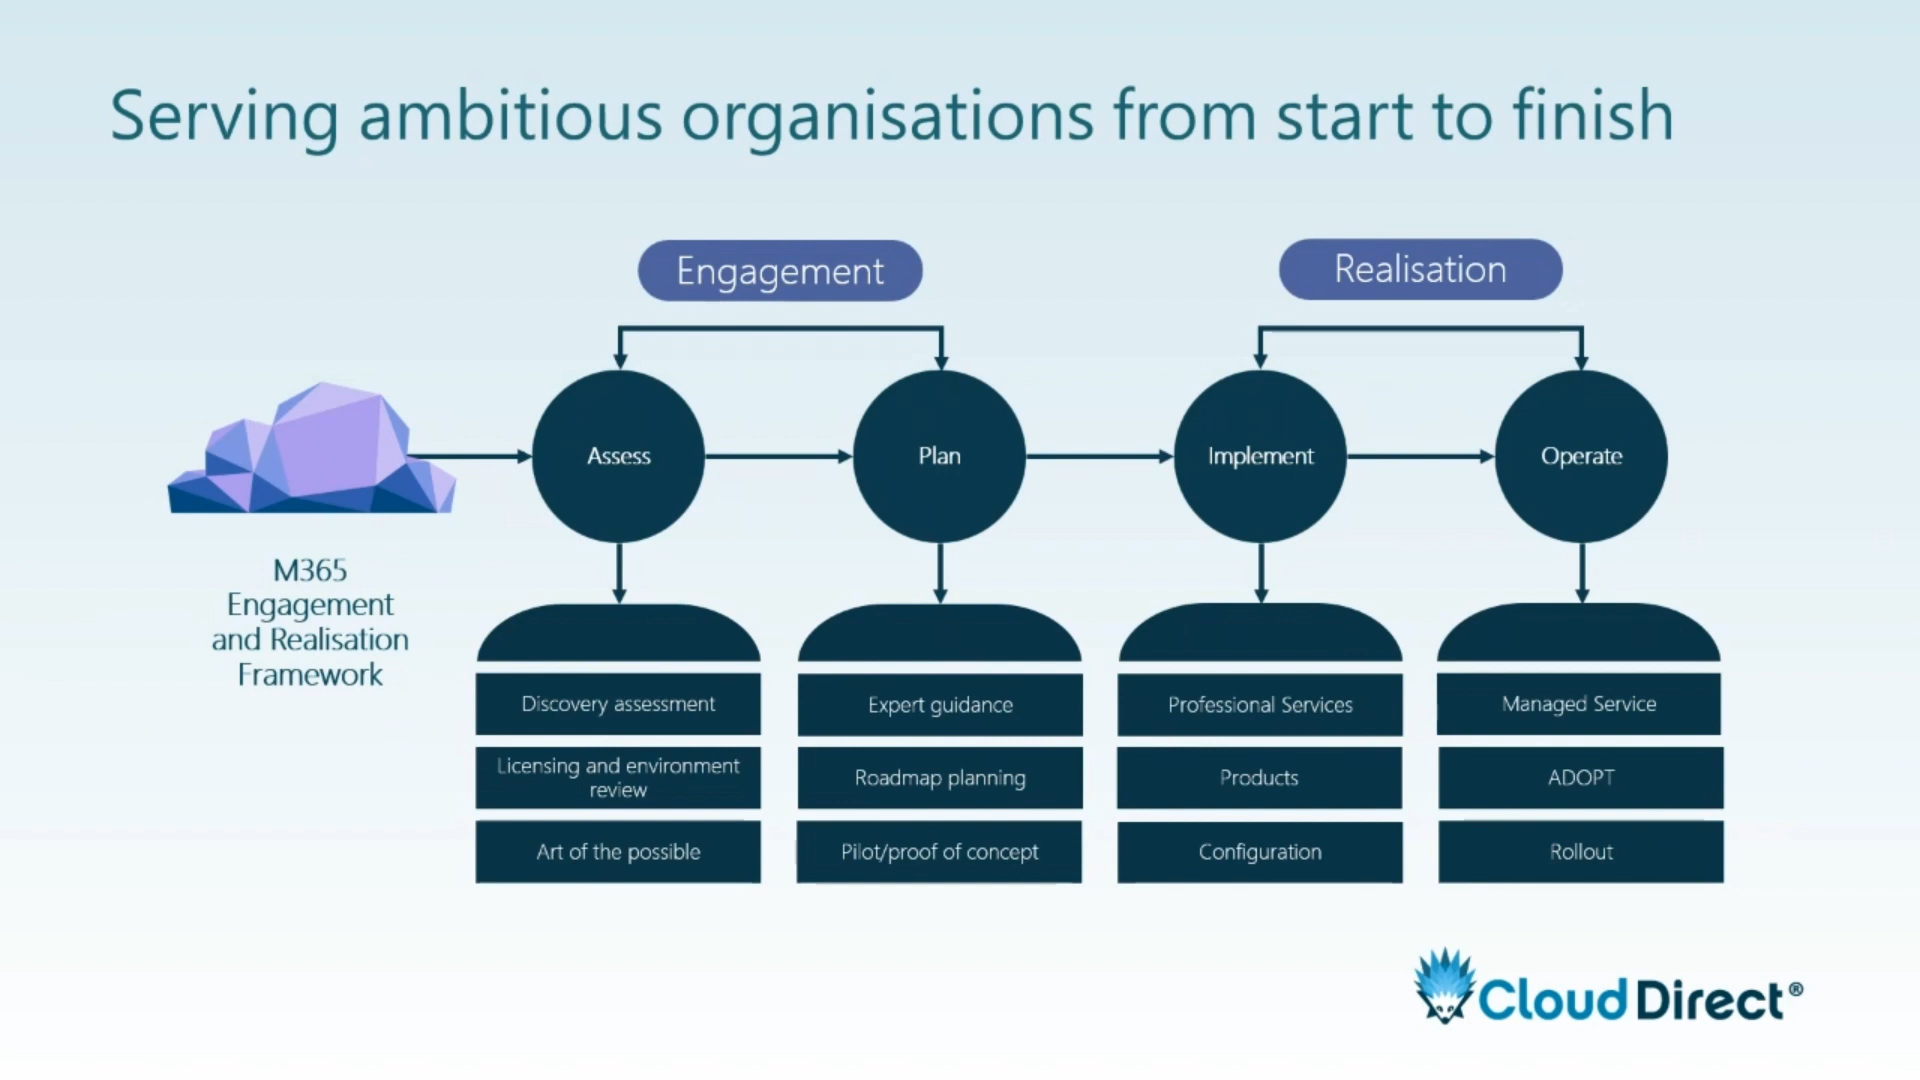 Serving ambitious organisations from start to finish
Engagement
Realisation
Assess
Plan
Implement
Operate
M365
Engagement
and Realisation
Framework
Discovery assessment
Expert guidance
Professional Services
Managed Service
Licensing and environment
review
Roadmap planning
Products
ADOPT
Art of the possible
Pilot/proof of concept
Configuration
Rollout
Cloud Direct®